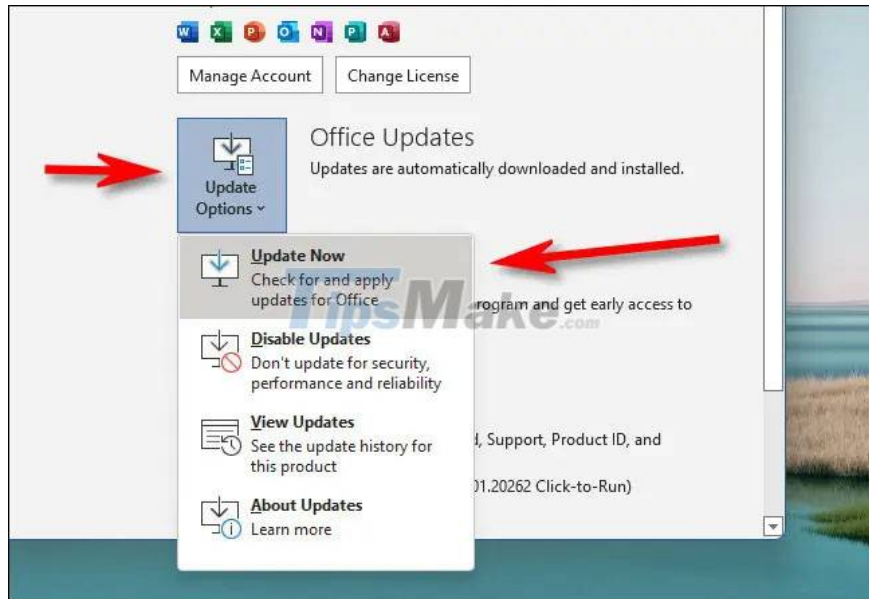 W X P O N P A
Manage Account Change License
Office Updates
Updates are automatically downloaded and installed.
Update
Options
Update Now
Check for and apply
updates for Office
TipsMake.com
rogram and get early access to
Disable Updates
Don't update for security,
performance and reliability
View Updates
See the update history for
this product
, Support, Product ID, and
01.20262 Click-to-Run)
About Updates
Learn more